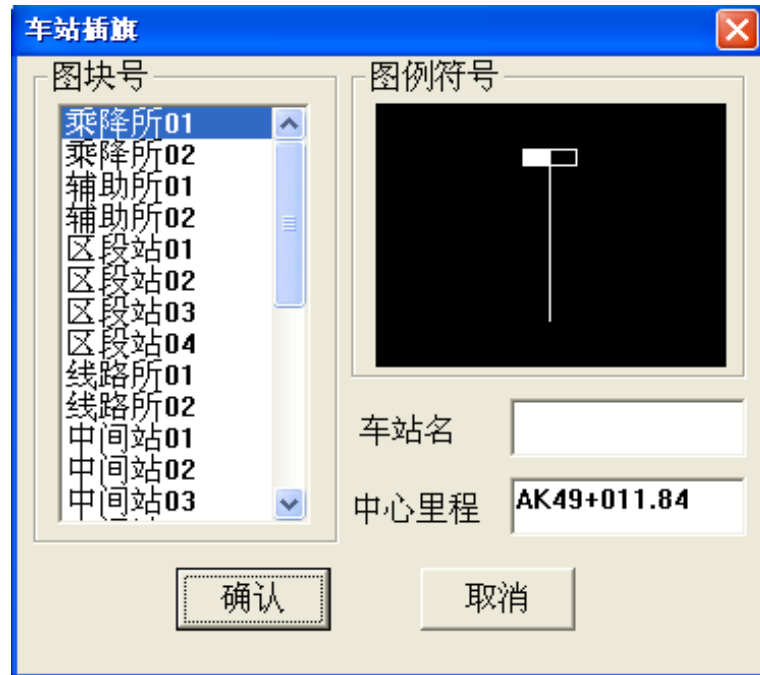 车站插旗
图块号
乘降所01
乘降所02
辅助所01
辅助所02
区段站01
区段站02
区段站03
区段站04
线路所01
线路所02
中间站01
中间站02
中间站03
图例符号
车站名
中心里程 AK49+011.84
确认 取消